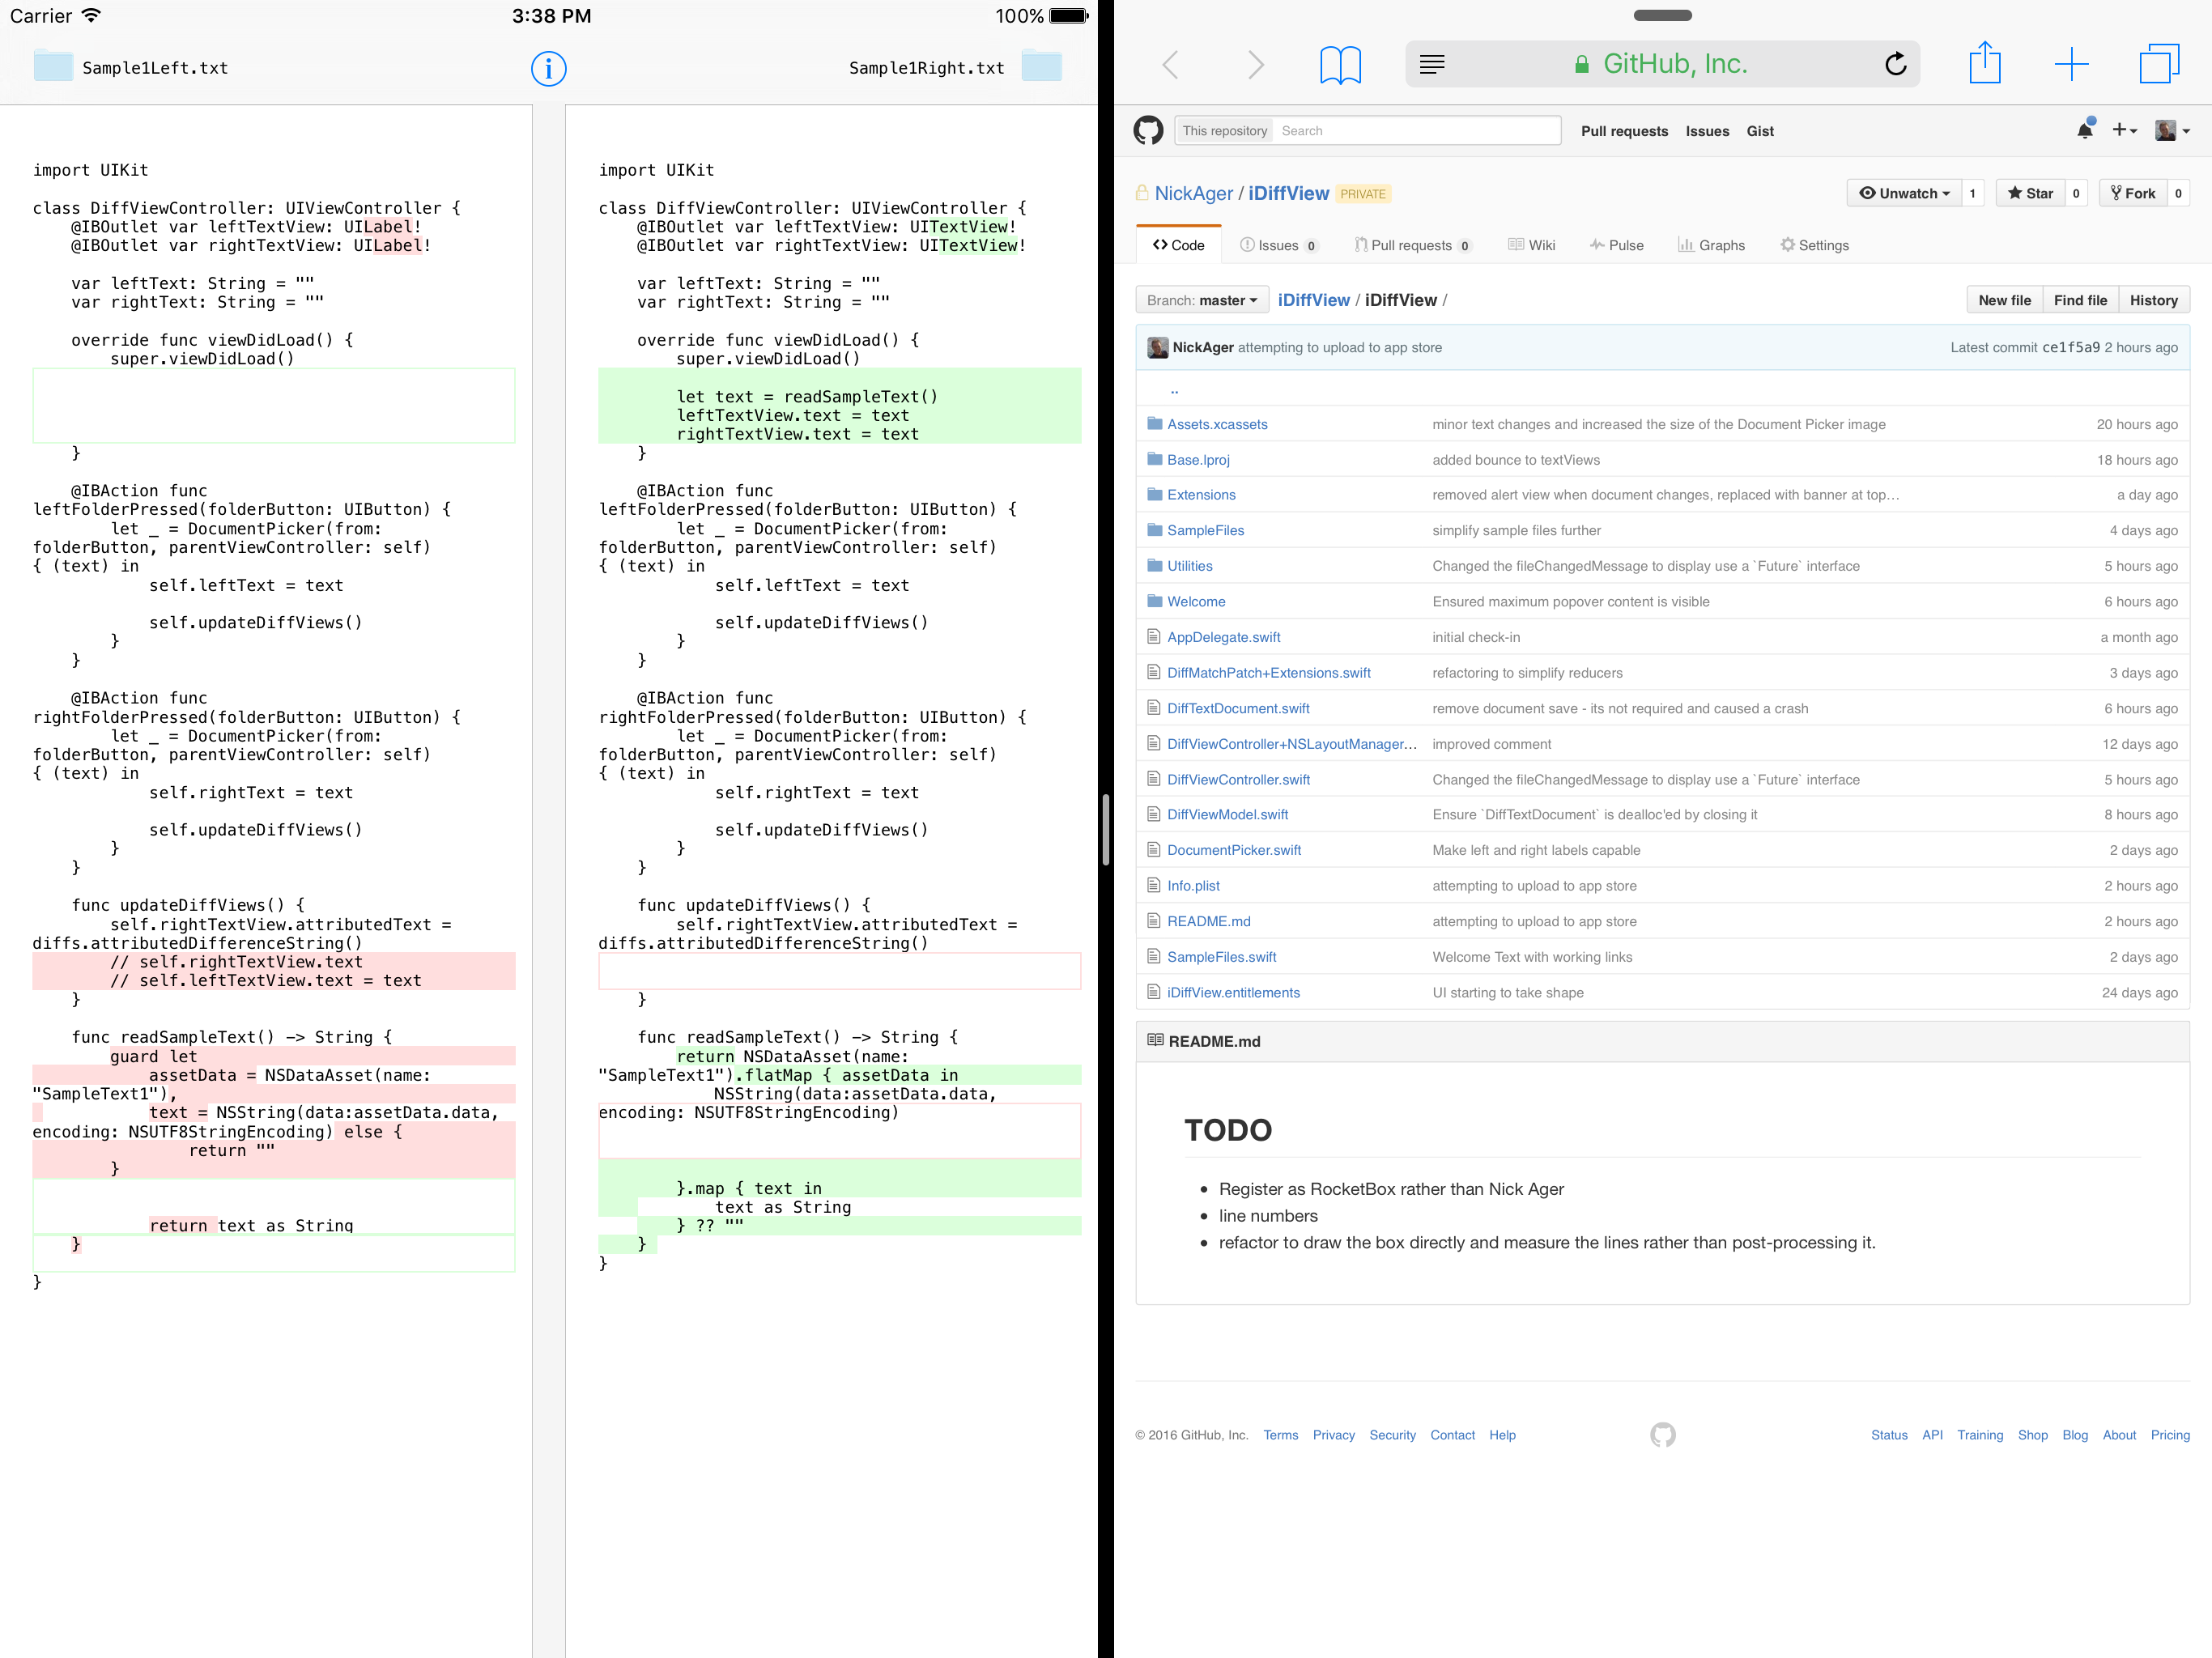 Carrier 3:38 PM 100%
Sample1Left.txt Sample1Right.txt
import UIKit
class DiffViewController: UIViewController {
@IBOutlet var leftTextView: UILabel!
@IBOutlet var rightTextView: UILabel!
var leftText: String = ""
var rightText: String = ""
override func viewDidLoad() {
super.viewDidLoad()
}
@IBAction func
leftFolderPressed(folderButton: UIButton) {
let _ = DocumentPicker(from:
folderButton, parentViewController: self)
{ (text) in
self.leftText = text
self.updateDiffViews()
}
}
@IBAction func
rightFolderPressed(folderButton: UIButton) {
let _ = DocumentPicker(from:
folderButton, parentViewController: self)
{ (text) in
self.rightText = text
self.updateDiffViews()
}
}
func updateDiffViews() {
self.rightTextView.attributedText =
diffs.attributedDifferenceString()
// self.rightTextView.text
// self.leftTextView.text = text
}
func readSampleText() -> String {
guard let
assetData = NSDataAsset(name:
"SampleText1"),
text = NSString(data:assetData.data,
encoding: NSUTF8StringEncoding) else {
return ""
}
return text as String
}
}
import UIKit
class DiffViewController: UIViewController {
@IBOutlet var leftTextView: UITextView!
@IBOutlet var rightTextView: UITextView!
var leftText: String = ""
var rightText: String = ""
override func viewDidLoad() {
super.viewDidLoad()
let text = readSampleText()
leftTextView.text = text
rightTextView.text = text
}
@IBAction func
leftFolderPressed(folderButton: UIButton) {
let _ = DocumentPicker(from:
folderButton, parentViewController: self)
{ (text) in
self.leftText = text
self.updateDiffViews()
}
}
@IBAction func
rightFolderPressed(folderButton: UIButton) {
let _ = DocumentPicker(from:
folderButton, parentViewController: self)
{ (text) in
self.rightText = text
self.updateDiffViews()
}
}
func updateDiffViews() {
self.rightTextView.attributedText =
diffs.attributedDifferenceString()
}
func readSampleText() -> String {
return NSDataAsset(name:
"SampleText1").flatMap { assetData in
NSString(data:assetData.data,
encoding: NSUTF8StringEncoding)
}.map { text in
text as String
} ?? ""
}
}
GitHub, Inc.
This repository Search Pull requests Issues Gist
NickAger / iDiffView PRIVATE Unwatch 1 Star 0 Fork 0
Code Issues 0 Pull requests 0 Wiki Pulse Graphs Settings
Branch: master iDiffView / iDiffView / New file Find file History
NickAger attempting to upload to app store Latest commit ce1f5a9 2 hours ago
..
Assets.xcassets minor text changes and increased the size of the Document Picker image 20 hours ago
Base.lproj added bounce to textViews 18 hours ago
Extensions removed alert view when document changes, replaced with banner at top… a day ago
SampleFiles simplify sample files further 4 days ago
Utilities Changed the fileChangedMessage to display use a `Future` interface 5 hours ago
Welcome Ensured maximum popover content is visible 6 hours ago
AppDelegate.swift initial check-in a month ago
DiffMatchPatch+Extensions.swift refactoring to simplify reducers 3 days ago
DiffTextDocument.swift remove document save - its not required and caused a crash 6 hours ago
DiffViewController+NSLayoutManager… improved comment 12 days ago
DiffViewController.swift Changed the fileChangedMessage to display use a `Future` interface 5 hours ago
DiffViewModel.swift Ensure `DiffTextDocument` is dealloc'ed by closing it 8 hours ago
DocumentPicker.swift Make left and right labels capable 2 days ago
Info.plist attempting to upload to app store 2 hours ago
README.md attempting to upload to app store 2 hours ago
SampleFiles.swift Welcome Text with working links 2 days ago
iDiffView.entitlements UI starting to take shape 24 days ago
README.md
TODO
• Register as RocketBox rather than Nick Ager
• line numbers
• refactor to draw the box directly and measure the lines rather than post-processing it.
© 2016 GitHub, Inc. Terms Privacy Security Contact Help Status API Training Shop Blog About Pricing